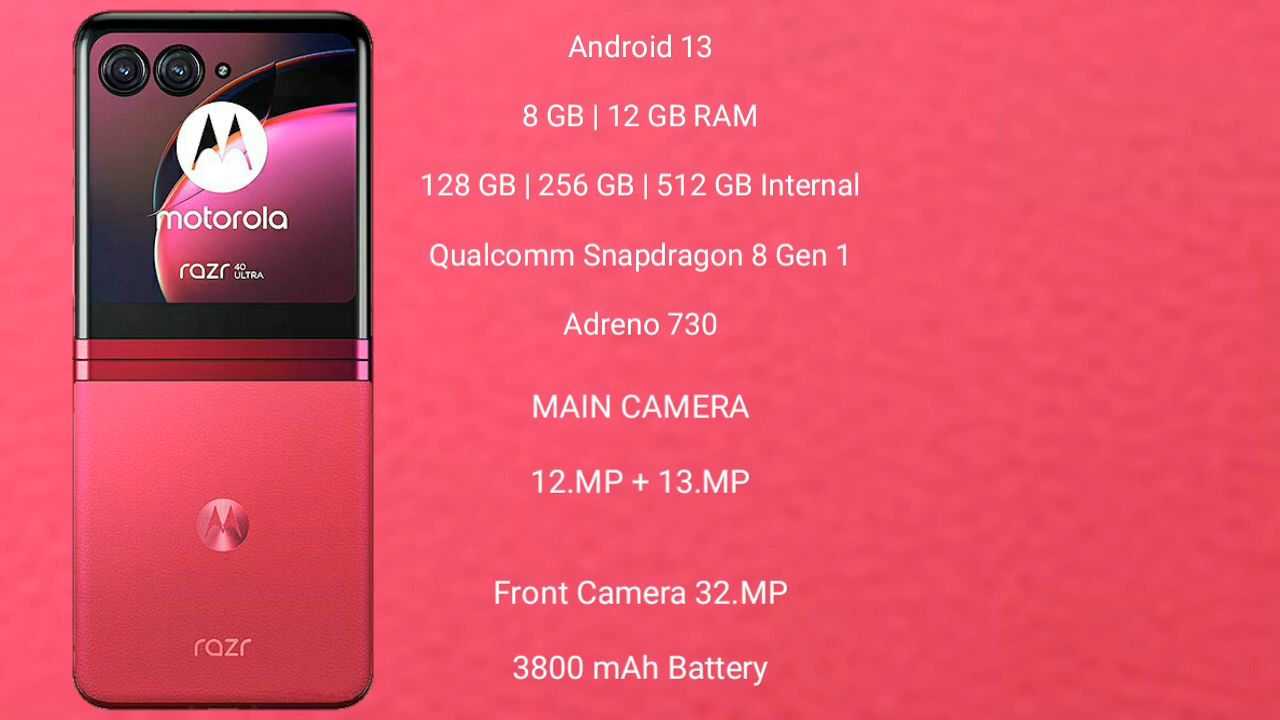 motorola
razr 40 ULTRA
razr
Android 13
8 GB | 12 GB RAM
128 GB | 256 GB | 512 GB Internal
Qualcomm Snapdragon 8 Gen 1
Adreno 730
MAIN CAMERA
12.MP + 13.MP
Front Camera 32.MP
3800 mAh Battery